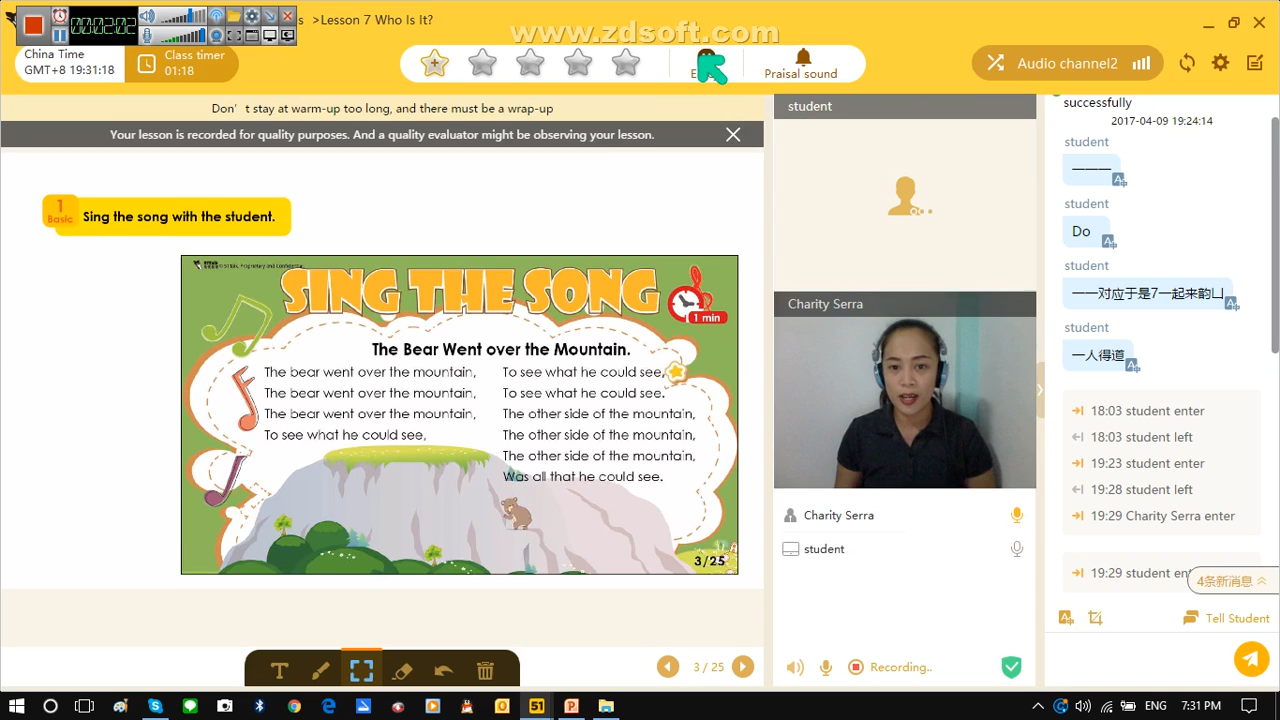 00:02:02
s >Lesson 7 Who Is It?
www.zdsoft.com
China Time
GMT+8 19:31:18
Class timer
01:18
Praisal sound
Audio channel2
Don't stay at warm-up too long, and there must be a wrap-up
Your lesson is recorded for quality purposes. And a quality evaluator might be observing your lesson.
1
Basic
Sing the song with the student.
SING THE SONG
1 min
The Bear Went over the Mountain.
The bear went over the mountain,
The bear went over the mountain,
The bear went over the mountain,
To see what he could see,
To see what he could see,
To see what he could see.
The other side of the mountain,
The other side of the mountain,
The other side of the mountain,
Was all that he could see.
3/25
T
3 / 25
student
Charity Serra
Charity Serra
student
Recording..
successfully
2017-04-09 19:24:14
student
一一一
student
Do
student
一一对应于是7一起来韵凵
student
一人得道
18:03 student enter
18:03 student left
19:23 student enter
19:28 student left
19:29 Charity Serra enter
19:29 student en
4条新消息
Tell Student
51
ENG
7:31 PM